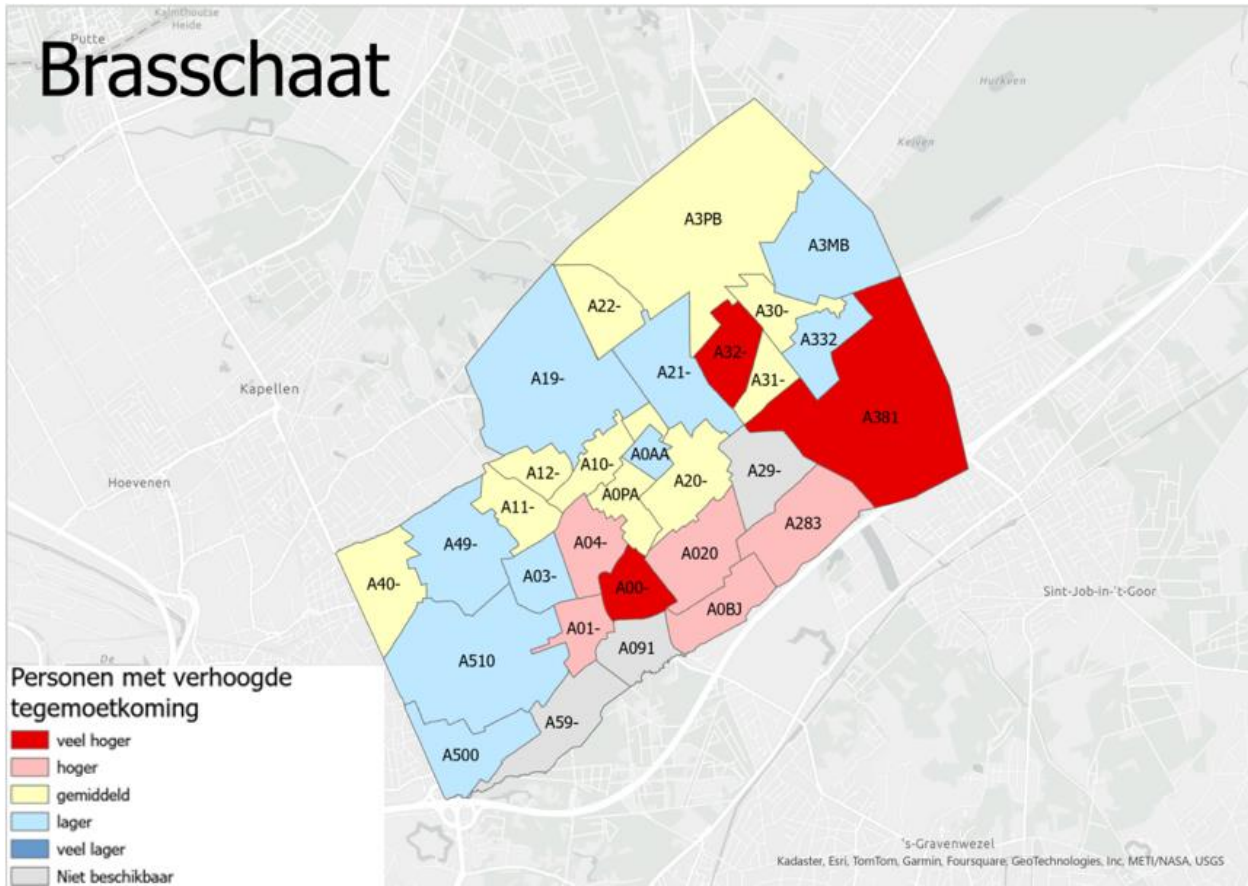 Kalmthoutse
Heide
Putte
Brasschaat
Hurkven
Kelven
A3PB
A3MB
A22-
A30-
A332
A32-
A19-
A21-
A31-
Kapellen
A381
A0AA
A10-
A12-
A29-
Hoevenen
A20-
A0PA
A11-
A283
A49-
A04-
A020
A03-
A40-
A00-
Sint-Job-in-'t-Goor
A0BJ
A01-
A091
De
A510
Personen met verhoogde
tegemoetkoming
A59-
veel hoger
A500
hoger
gemiddeld
lager
veel lager
's-Gravenwezel
Kadaster, Esri, TomTom, Garmin, Foursquare, GeoTechnologies, Inc, METI/NASA, USGS
Niet beschikbaar